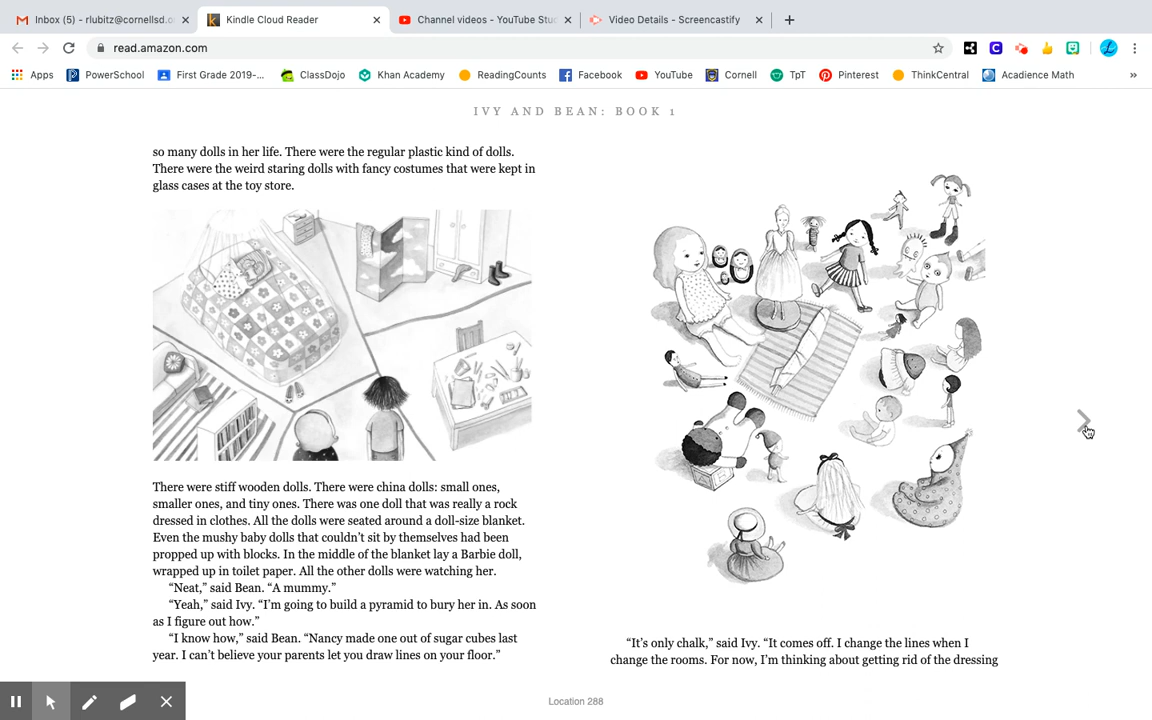 Inbox (5) - rlubitz@cornellsd.o
Kindle Cloud Reader
Channel videos - YouTube Stu
Video Details - Screencastify
read.amazon.com
Apps
PowerSchool
First Grade 2019-...
ClassDojo
Khan Academy
ReadingCounts
Facebook
YouTube
Cornell
TpT
Pinterest
ThinkCentral
Acadience Math
»
IVY AND BEAN: BOOK 1
so many dolls in her life. There were the regular plastic kind of dolls.
There were the weird staring dolls with fancy costumes that were kept in
glass cases at the toy store.
There were stiff wooden dolls. There were china dolls: small ones,
smaller ones, and tiny ones. There was one doll that was really a rock
dressed in clothes. All the dolls were seated around a doll-size blanket.
Even the mushy baby dolls that couldn’t sit by themselves had been
propped up with blocks. In the middle of the blanket lay a Barbie doll,
wrapped up in toilet paper. All the other dolls were watching her.
“Neat,” said Bean. “A mummy.”
“Yeah,” said Ivy. “I’m going to build a pyramid to bury her in. As soon
as I figure out how.”
“I know how,” said Bean. “Nancy made one out of sugar cubes last
year. I can’t believe your parents let you draw lines on your floor.”
“It’s only chalk,” said Ivy. “It comes off. I change the lines when I
change the rooms. For now, I’m thinking about getting rid of the dressing
Location 288